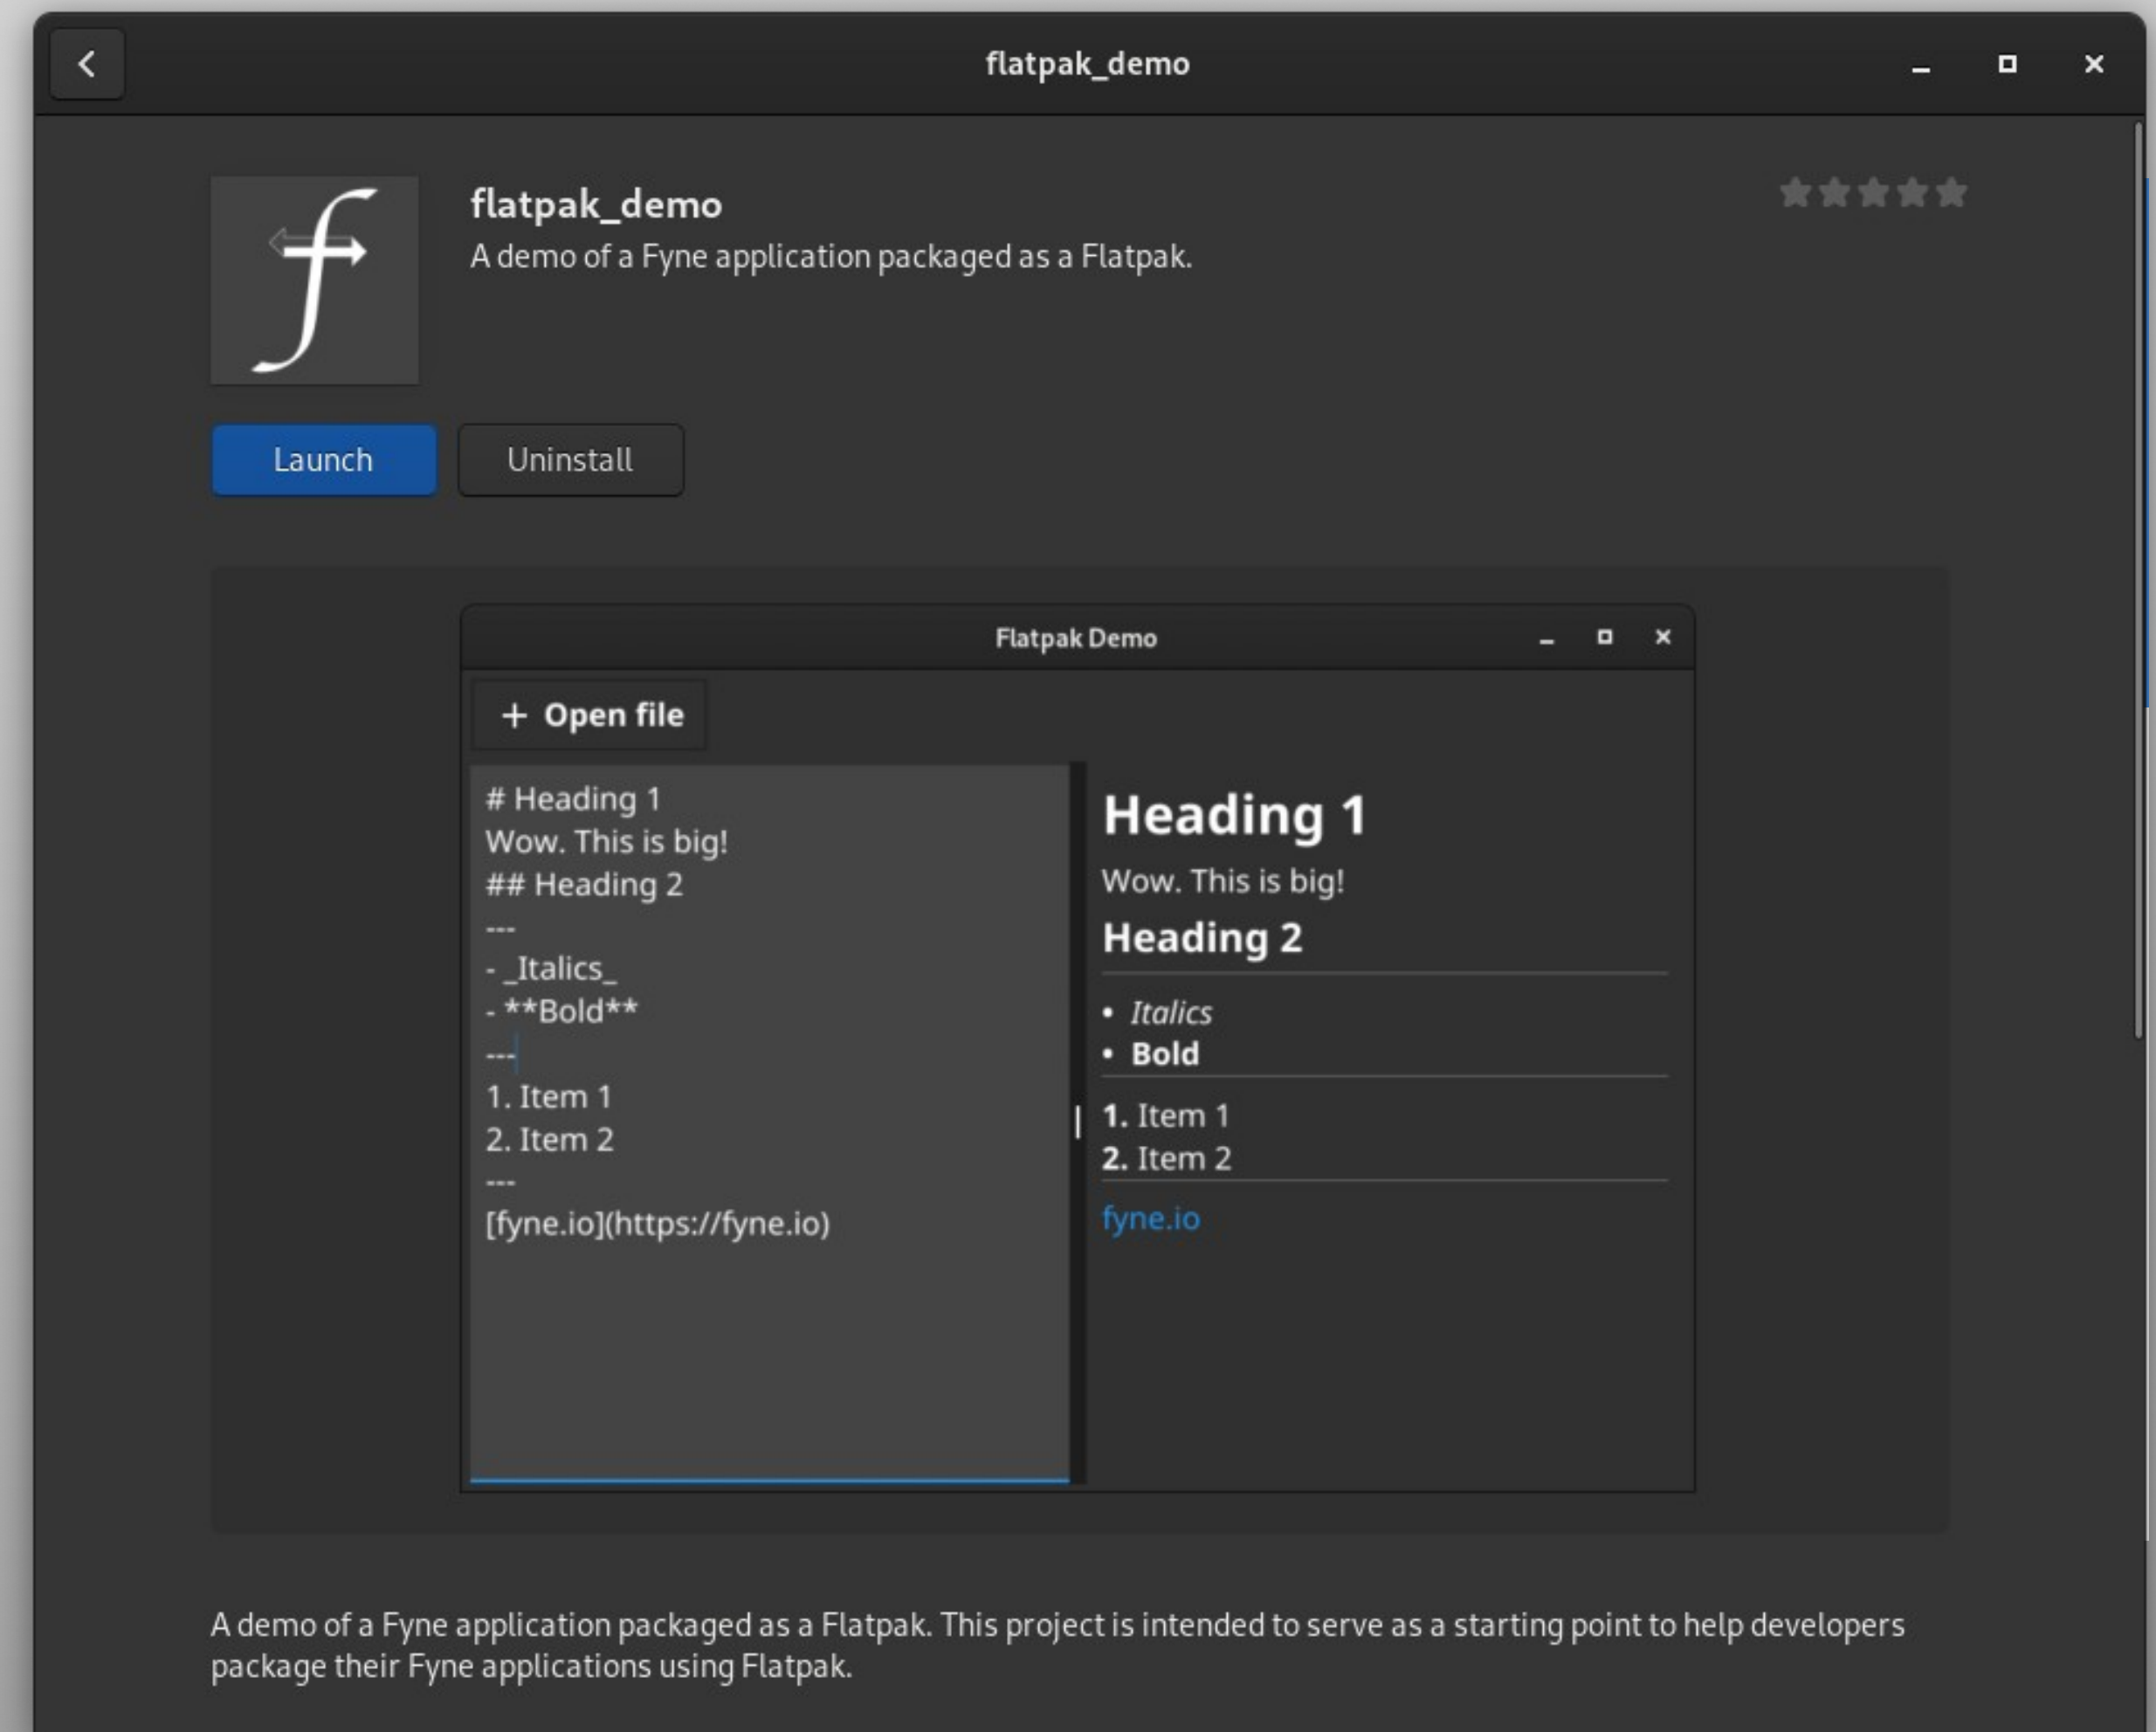 flatpak_demo
flatpak_demo
A demo of a Fyne application packaged as a Flatpak.
Launch
Uninstall
Flatpak Demo
+ Open file
# Heading 1
Wow. This is big!
## Heading 2
---
- _Italics_
- **Bold**
---
1. Item 1
2. Item 2
---
[fyne.io](https://fyne.io)
Heading 1
Wow. This is big!
Heading 2
• Italics
• Bold
1. Item 1
2. Item 2
fyne.io
A demo of a Fyne application packaged as a Flatpak. This project is intended to serve as a starting point to help developers
package their Fyne applications using Flatpak.